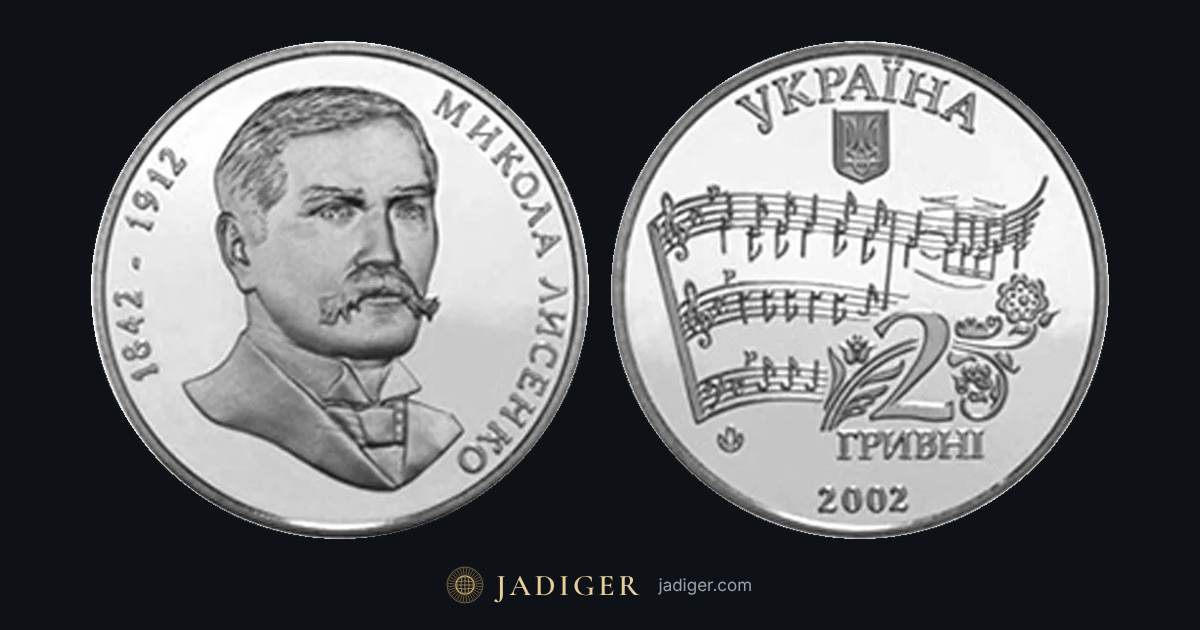 1842 - 1912
МИКОЛА ЛИСЕНКО
УКРАЇНА
2
ГРИВНІ
2002
JADIGER jadiger.com